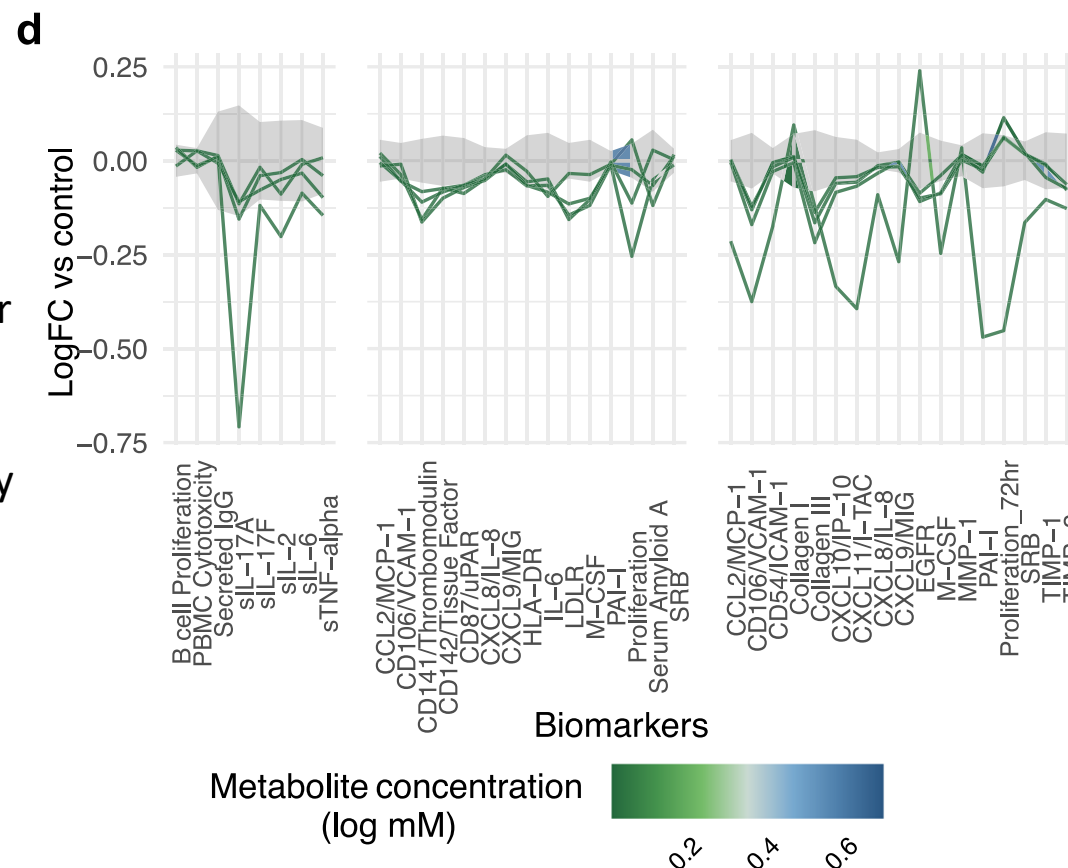 d
0.25
0.00
−0.25
−0.50
−0.75
LogFC vs control
r
y
B cell Proliferation
PBMC Cytotoxicity
Secreted IgG
sIL−17A
sIL−17F
sIL−2
sIL−6
sTNF−alpha
CCL2/MCP−1
CD106/VCAM−1
CD141/Thrombomodulin
CD142/Tissue Factor
CD87/uPAR
CXCL8/IL−8
CXCL9/MIG
HLA−DR
IL−6
LDLR
M−CSF
PAI−I
Proliferation
Serum Amyloid A
SRB
CCL2/MCP−1
CD106/VCAM−1
CD54/ICAM−1
Collagen I
Collagen III
CXCL10/IP−10
CXCL11/I−TAC
CXCL8/IL−8
CXCL9/MIG
EGFR
M−CSF
MMP−1
PAI−I
Proliferation_72hr
SRB
TIMP−1
Biomarkers
Metabolite concentration
(log mM)
0.2
0.4
0.6